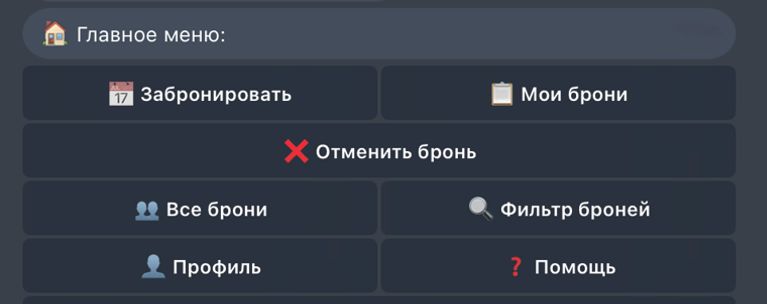 🏠 Главное меню:
📅 Забронировать
📋 Мои брони
❌ Отменить бронь
👥 Все брони
🔍 Фильтр броней
👤 Профиль
❓ Помощь